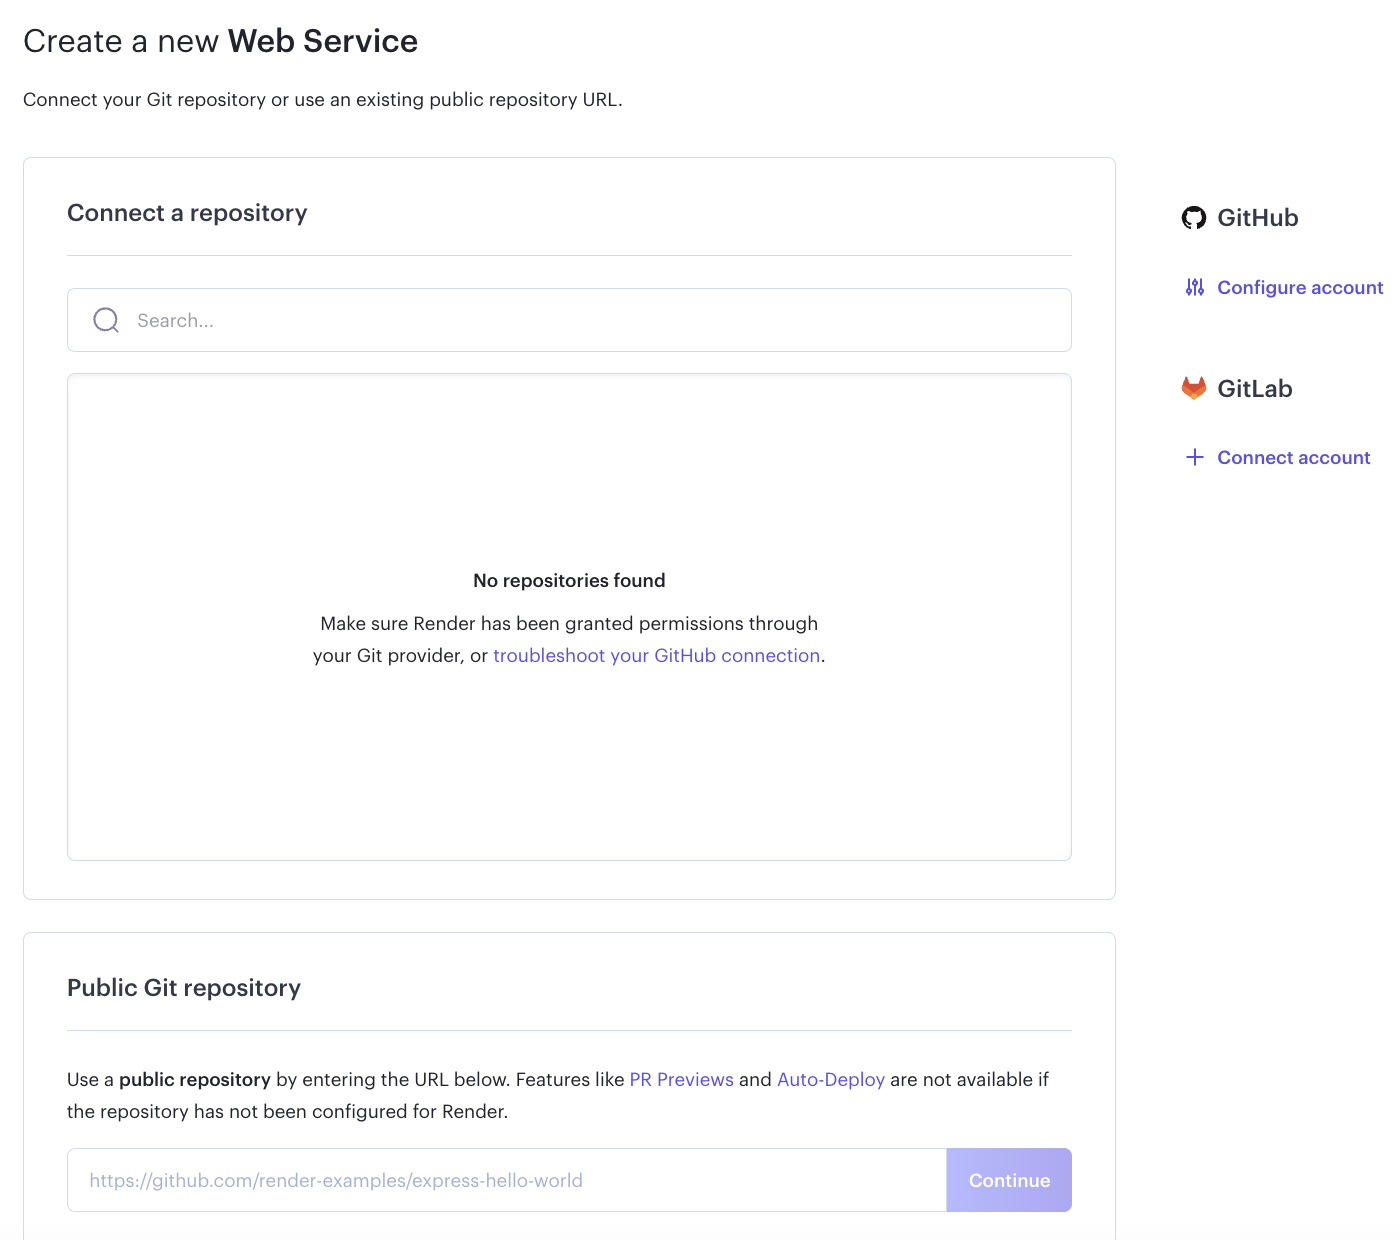 Create a new Web Service
Connect your Git repository or use an existing public repository URL.
Connect a repository
Search...
No repositories found
Make sure Render has been granted permissions through
your Git provider, or troubleshoot your GitHub connection.
GitHub
Configure account
GitLab
Connect account
Public Git repository
Use a public repository by entering the URL below. Features like PR Previews and Auto-Deploy are not available if
the repository has not been configured for Render.
https://github.com/render-examples/express-hello-world
Continue